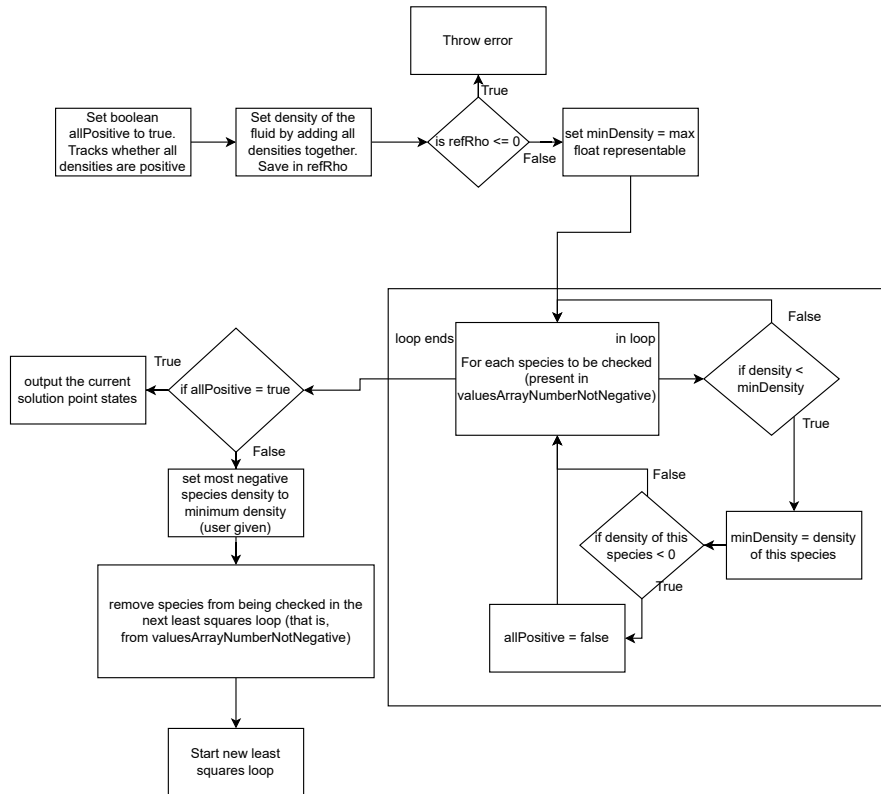 Throw error
True
Set boolean
allPositive to true.
Tracks whether all
densities are positive
Set density of the
fluid by adding all
densities together.
Save in refRho
is refRho <= 0
False
set minDensity = max
float representable
loop ends
in loop
For each species to be checked
(present in
valuesArrayNumberNotNegative)
False
if density <
minDensity
True
True
if allPositive = true
output the current
solution point states
False
set most negative
species density to
minimum density
(user given)
False
if density of this
species < 0
minDensity = density
of this species
True
allPositive = false
remove species from being checked in the
next least squares loop (that is,
from valuesArrayNumberNotNegative)
Start new least
squares loop